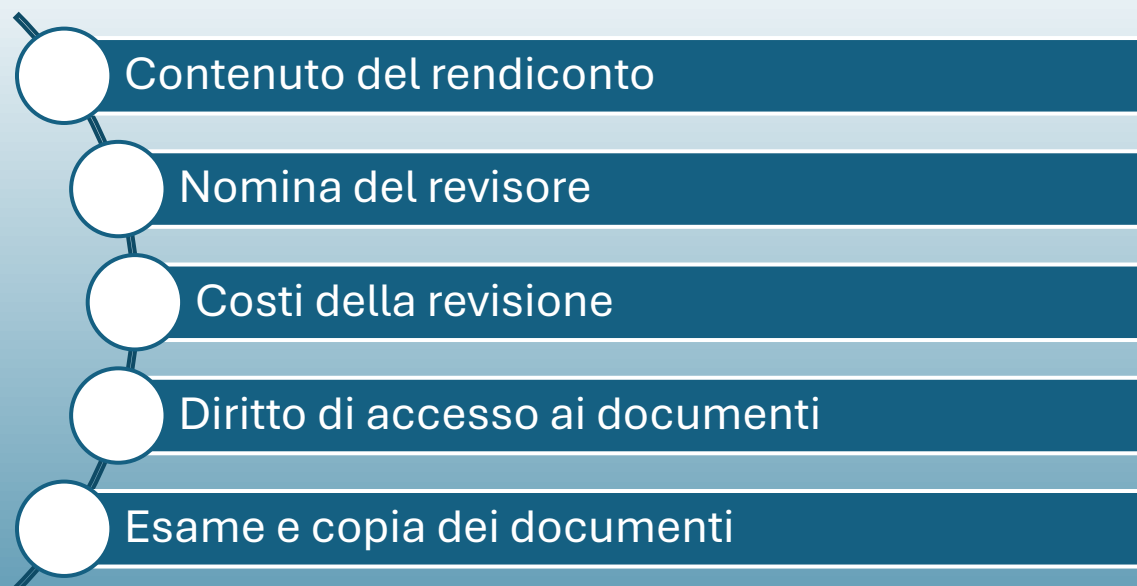 Contenuto del rendiconto
Nomina del revisore
Costi della revisione
Diritto di accesso ai documenti
Esame e copia dei documenti